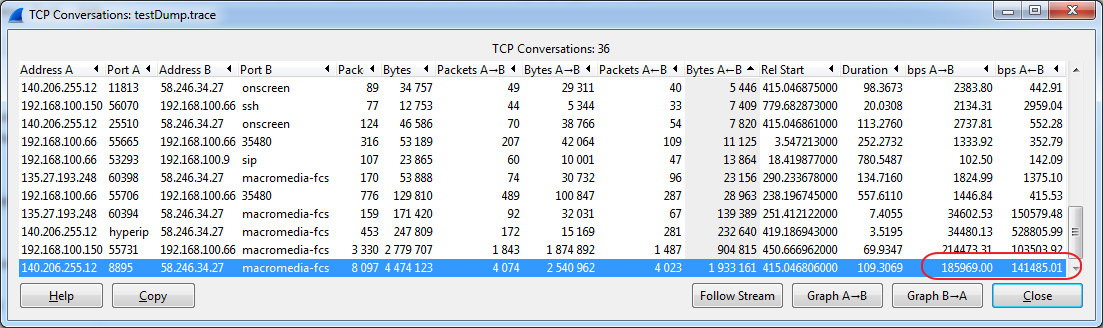 TCP Conversations: testDump.trace
TCP Conversations: 36
Address A Port A Address B Port B Pack Bytes Packets A→B Bytes A→B Packets A←B Bytes A←B Rel Start Duration bps A→B bps A←B
140.206.255.12 11813 58.246.34.27 onscreen 89 34 757 49 29 311 40 5 446 415.046875000 98.3673 2383.80 442.91
192.168.100.150 56070 192.168.100.66 ssh 77 12 753 44 5 344 33 7 409 779.682873000 20.0308 2134.31 2959.04
140.206.255.12 25510 58.246.34.27 onscreen 124 46 586 70 38 766 54 7 820 415.046861000 113.2760 2737.81 552.28
192.168.100.66 55665 192.168.100.66 35480 316 53 189 207 42 064 109 11 125 3.547213000 252.2732 1333.92 352.79
192.168.100.66 53293 192.168.100.9 sip 107 23 865 60 10 001 47 13 864 18.419877000 780.5487 102.50 142.09
135.27.193.248 60398 58.246.34.27 macromedia-fcs 170 53 888 74 30 732 96 23 156 290.233678000 134.7160 1824.99 1375.10
192.168.100.66 55706 192.168.100.66 35480 776 129 810 489 100 847 287 28 963 238.196745000 557.6110 1446.84 415.53
135.27.193.248 60394 58.246.34.27 macromedia-fcs 159 171 420 92 32 031 67 139 389 251.412122000 7.4055 34602.53 150579.48
140.206.255.12 hyperip 58.246.34.27 macromedia-fcs 453 247 809 172 15 169 281 232 640 419.186943000 3.5195 34480.13 528805.99
192.168.100.150 55731 192.168.100.66 macromedia-fcs 3 330 2 779 707 1 843 1 874 892 1 487 904 815 450.666962000 69.9347 214473.31 103503.92
140.206.255.12 8895 58.246.34.27 macromedia-fcs 8 097 4 474 123 4 074 2 540 962 4 023 1 933 161 415.046806000 109.3069 185969.00 141485.01
Help Copy Follow Stream Graph A→B Graph B→A Close